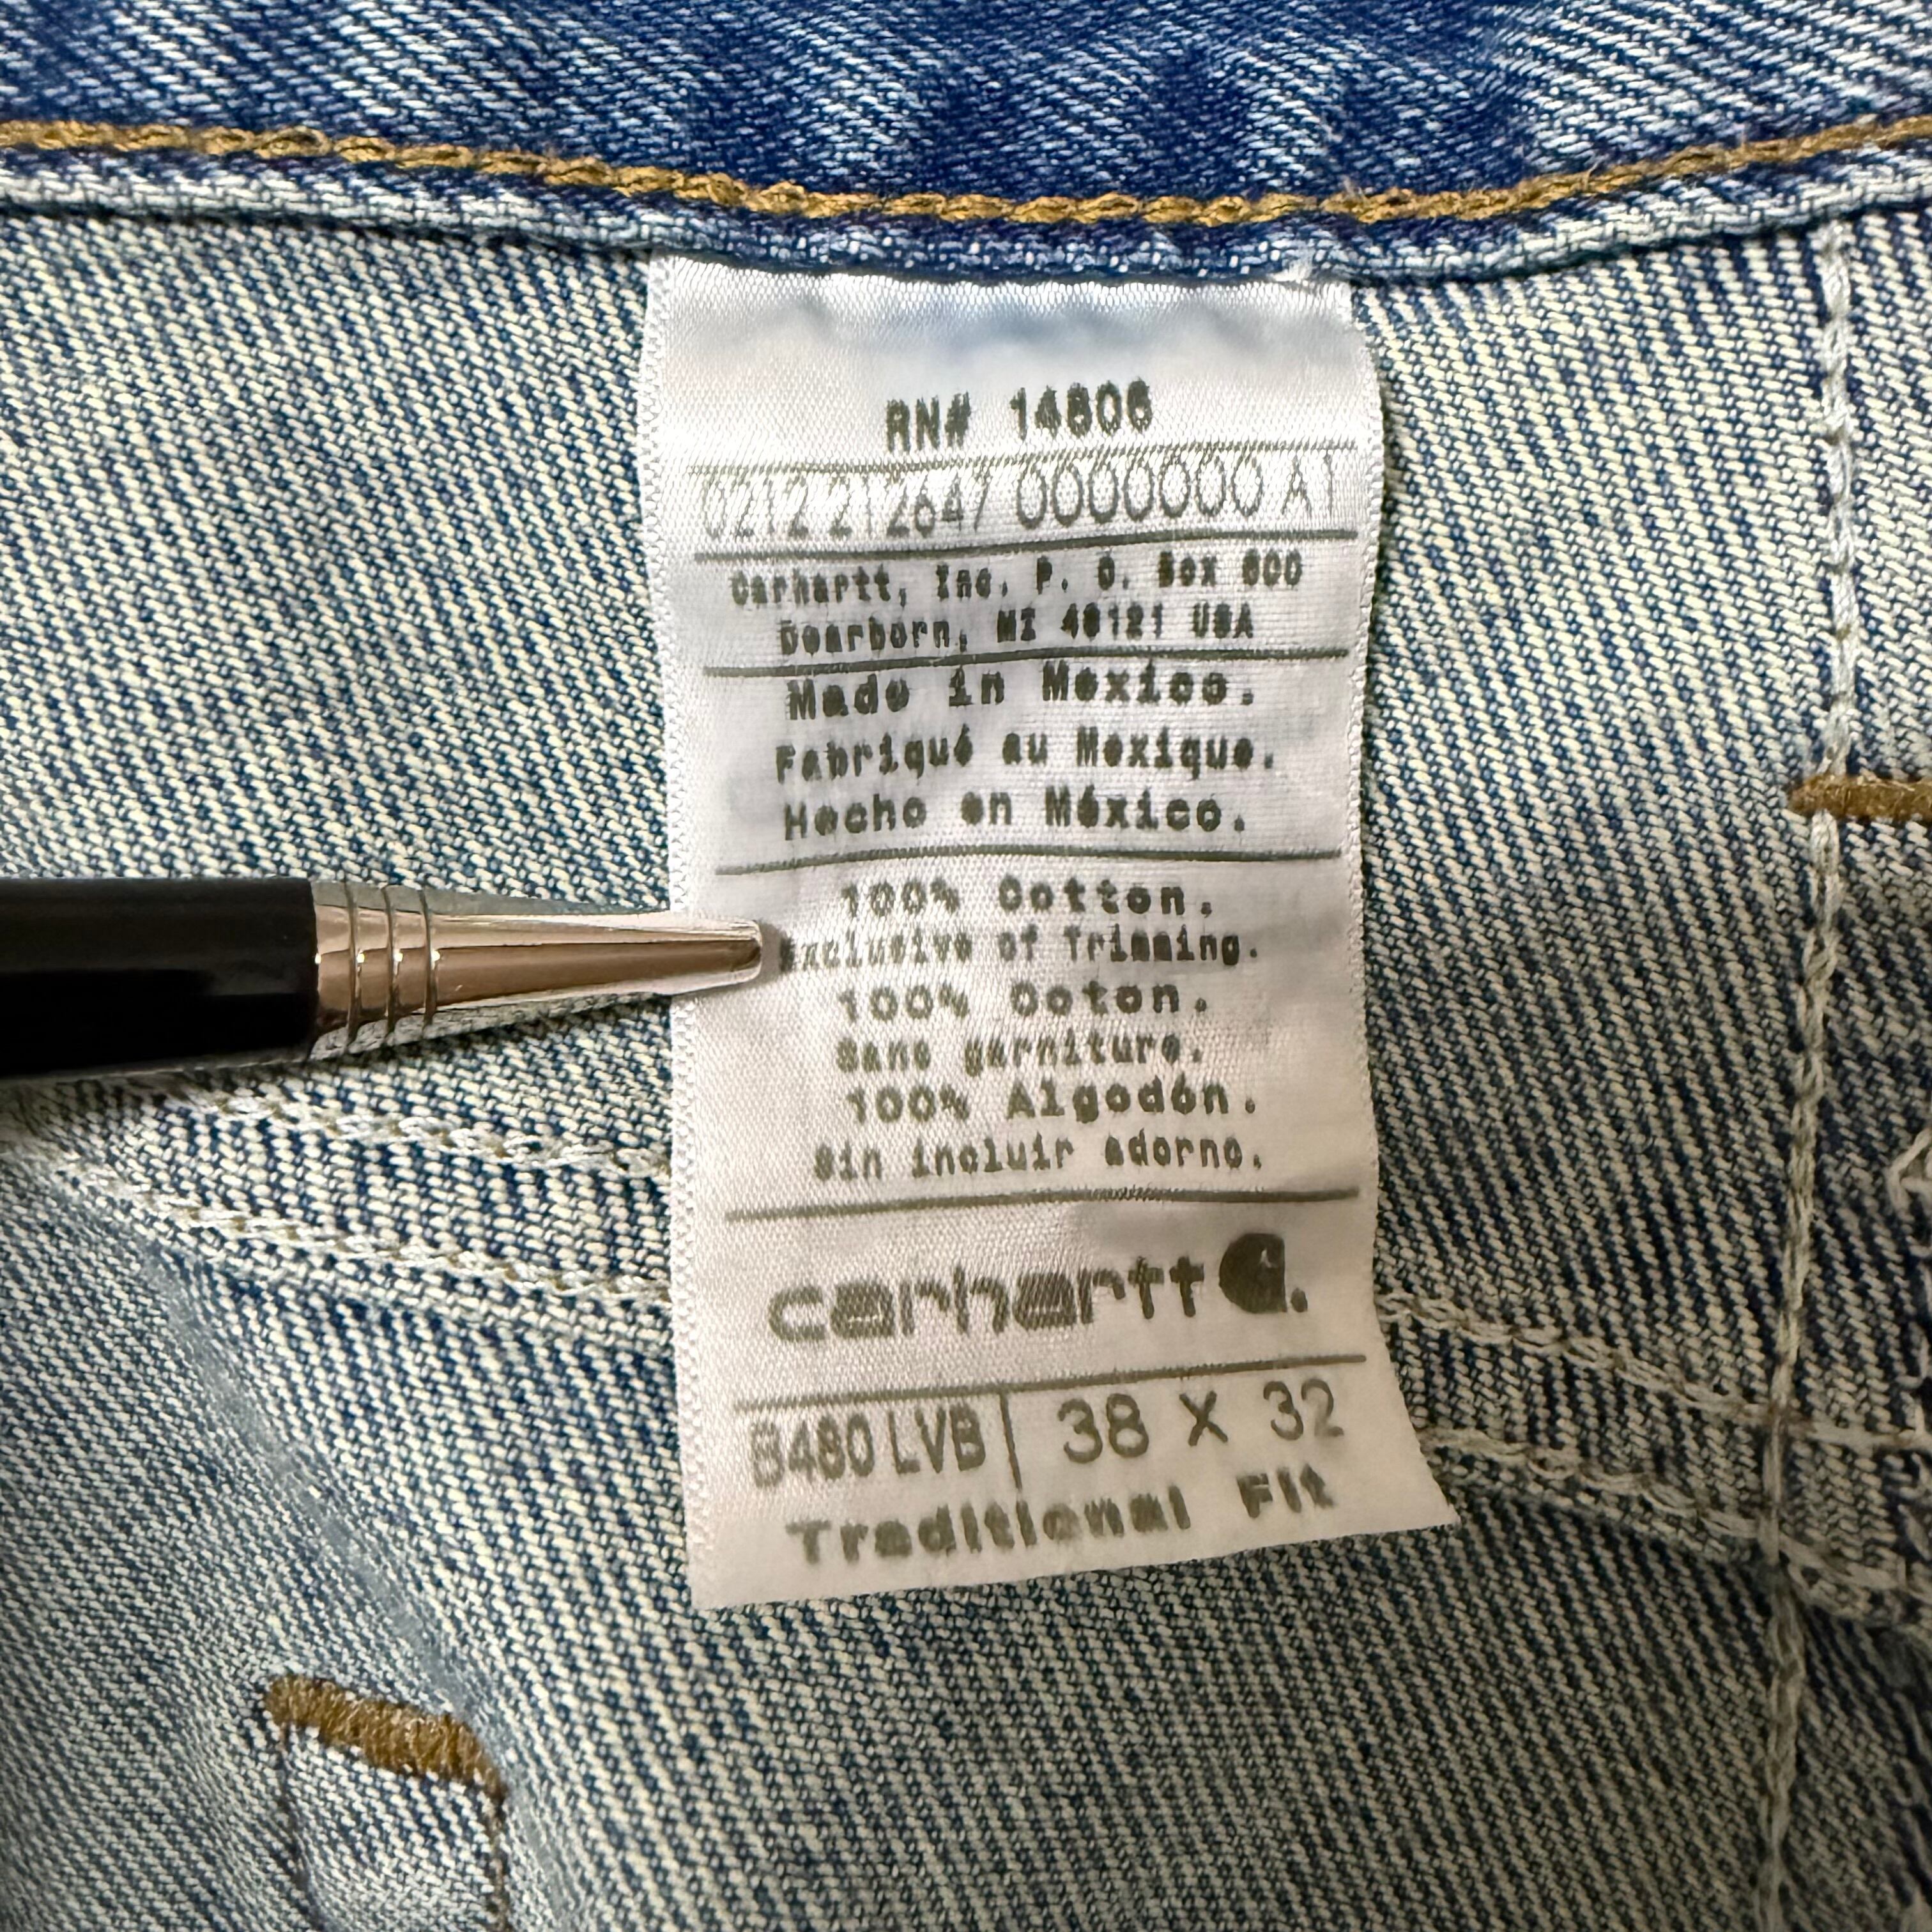 RN# 14806
0212 212647 0000000 A1
Carhartt, Inc. P. O. Box 600
Dearborn, MI 48121 USA
Made in Mexico.
Fabriqué au Mexique.
Hecho en México.
100% Cotton.
Exclusive of Trimming.
100% Coton.
Sans garniture.
100% Algodón.
Sin incluir adorno.
carhartt
B480 LVB | 38 X 32
Traditional Fit